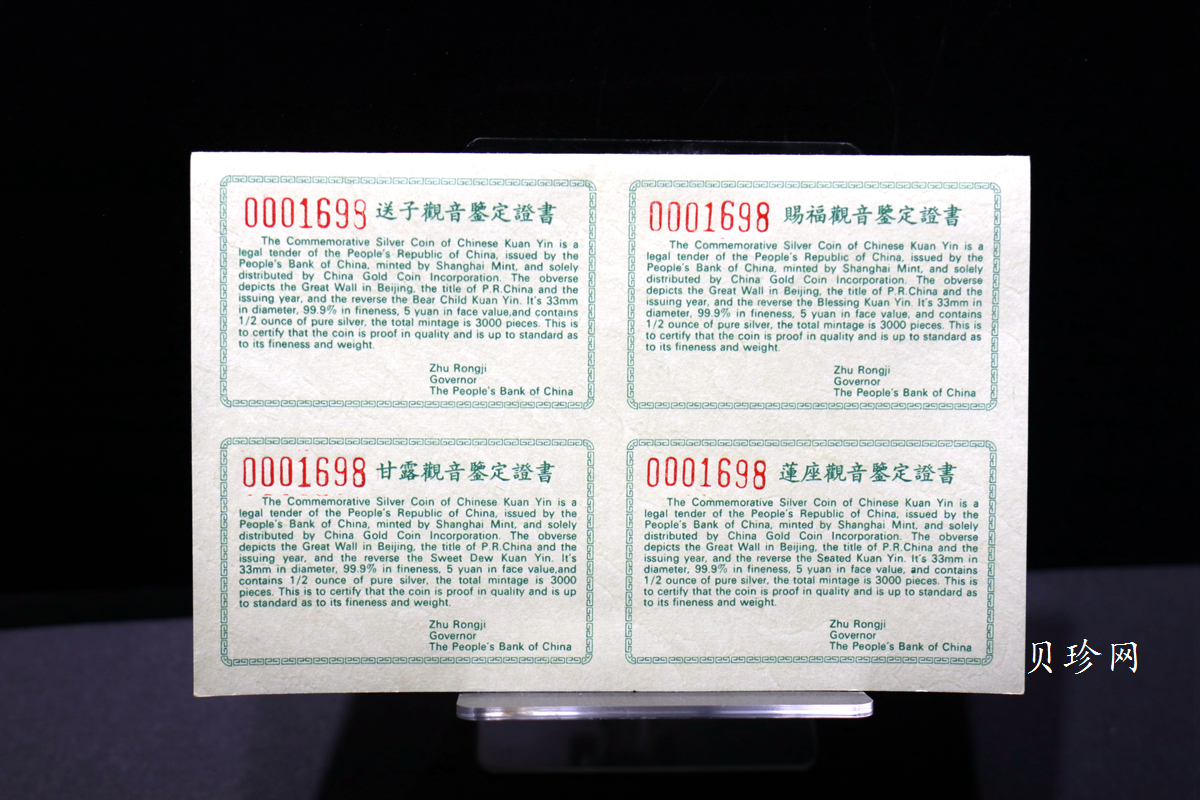 0001698 送子觀音鑒定證書
The Commemorative Silver Coin of Chinese Kuan Yin is a
legal tender of the People's Republic of China, issued by the
People's Bank of China, minted by Shanghai Mint, and solely
distributed by China Gold Coin Incorporation. The obverse
depicts the Great Wall in Beijing, the title of P.R.China and the
issuing year, and the reverse the Bear Child Kuan Yin. It's 33mm
in diameter, 99.9% in fineness, 5 yuan in face value,and contains
1/2 ounce of pure silver, the total mintage is 3000 pieces. This is
to certify that the coin is proof in quality and is up to standard as
to its fineness and weight.
Zhu Rongji
Governor
The People's Bank of China
0001698 賜福觀音鑒定證書
The Commemorative Silver Coin of Chinese Kuan Yin is a
legal tender of the People's Republic of China, issued by the
People's Bank of China, minted by Shanghai Mint, and solely
distributed by China Gold Coin Incorporation. The obverse
depicts the Great Wall in Beijing, the title of P.R.China and the
issuing year, and the reverse the Blessing Kuan Yin. It's 33mm
in diameter, 99.9% in fineness, 5 yuan in face value, and contains
1/2 ounce of pure silver, the total mintage is 3000 pieces. This is
to certify that the coin is proof in quality and is up to standard as
to its fineness and weight.
Zhu Rongji
Governor
The People's Bank of China
0001698 甘露觀音鑒定證書
The Commemorative Silver Coin of Chinese Kuan Yin is a
legal tender of the People's Republic of China, issued by the
People's Bank of China, minted by Shanghai Mint, and solely
distributed by China Gold Coin Incorporation. The obverse
depicts the Great Wall in Beijing, the title of P.R.China and the
issuing year, and the reverse the Sweet Dew Kuan Yin. It's
33mm in diameter, 99.9% in fineness, 5 yuan in face value,and
contains 1/2 ounce of pure silver, the total mintage is 3000
pieces. This is to certify that the coin is proof in quality and is up
to standard as to its fineness and weight.
Zhu Rongji
Governor
The People's Bank of China
0001698 蓮座觀音鑒定證書
The Commemorative Silver Coin of Chinese Kuan Yin is a
legal tender of the People's Republic of China, issued by the
People's Bank of China, minted by Shanghai Mint, and solely
distributed by China Gold Coin Incorporation. The obverse
depicts the Great Wall in Beijing, the title of P.R.China and the
issuing year, and the reverse the Seated Kuan Yin. It's 33mm in
diameter, 99.9% in fineness, 5 yuan in face value, and contains
1/2 ounce of pure silver, the total mintage is 3000 pieces. This is
to certify that the coin is proof in quality and is up to standard as
to its fineness and weight.
Zhu Rongji
Governor
The People's Bank of China
贝珍网